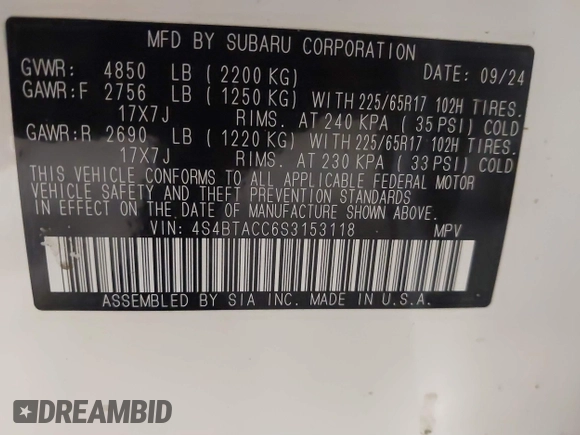 MFD BY SUBARU CORPORATION
GVWR: 4850 LB (2200 KG) DATE: 09/24
GAWR:F 2756 LB (1250 KG) WITH 225/65R17 102H TIRES.
17X7J RIMS. AT 240 KPA (35 PSI) COLD
GAWR:R 2690 LB (1220 KG) WITH 225/65R17 102H TIRES.
17X7J RIMS. AT 230 KPA (33 PSI) COLD
THIS VEHICLE CONFORMS TO ALL APPLICABLE FEDERAL MOTOR
VEHICLE SAFETY AND THEFT PREVENTION STANDARDS
IN EFFECT ON THE DATE OF MANUFACTURE SHOWN ABOVE.
VIN: 4S4BTACC6S3153118 MPV
ASSEMBLED BY SIA INC. MADE IN U.S.A.
DREAMBID